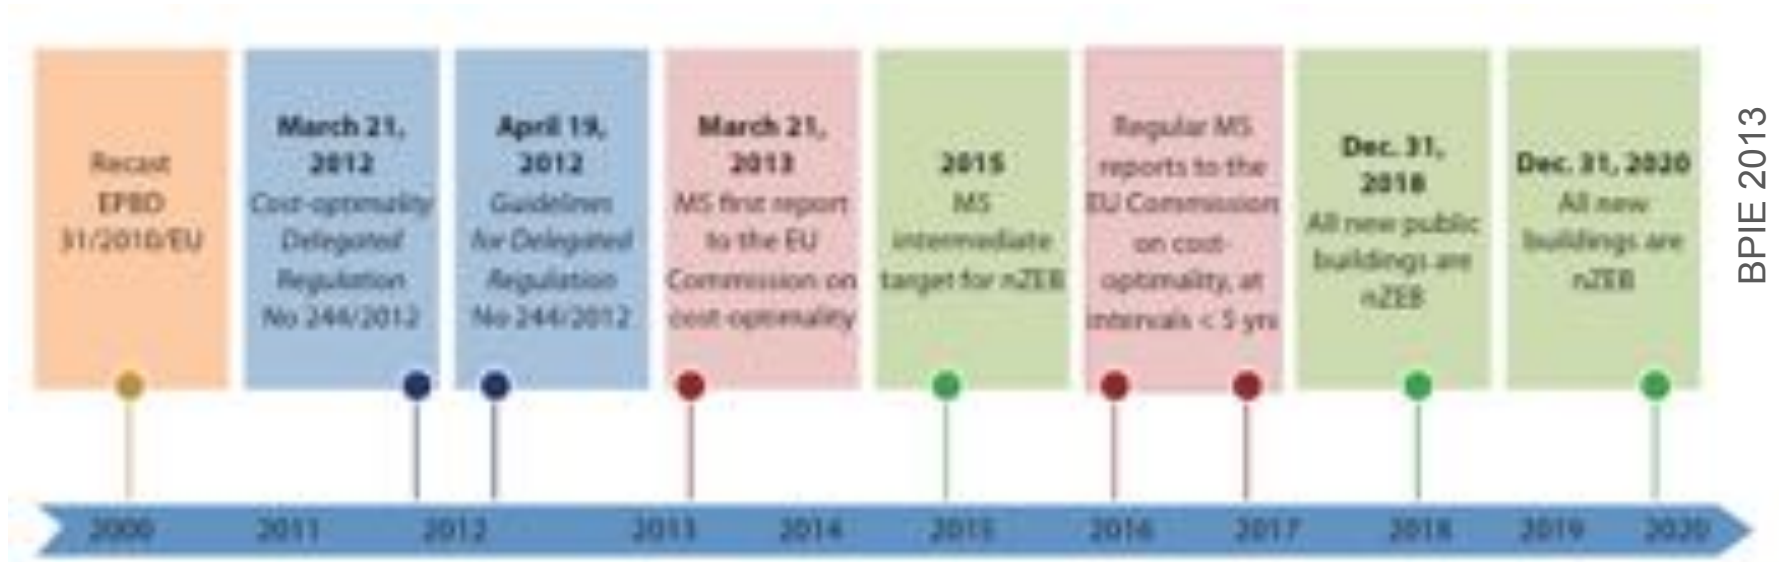 Recast
EPBD
31/2010/EU
March 21,
2012
Cost-optimality
Delegated
Regulation
No 244/2012
April 19,
2012
Guidelines
for Delegated
Regulation
No 244/2012
March 21,
2013
MS first report
to the EU
Commission on
cost-optimality
2015
MS
intermediate
target for nZEB
Regular MS
reports to the
EU Commission
on cost-
optimality, at
intervals < 5 yrs
Dec. 31,
2018
All new public
buildings are
nZEB
Dec. 31, 2020
All new
buildings are
nZEB
BPIE 2013
2000 2011 2012 2013 2014 2015 2016 2017 2018 2019 2020